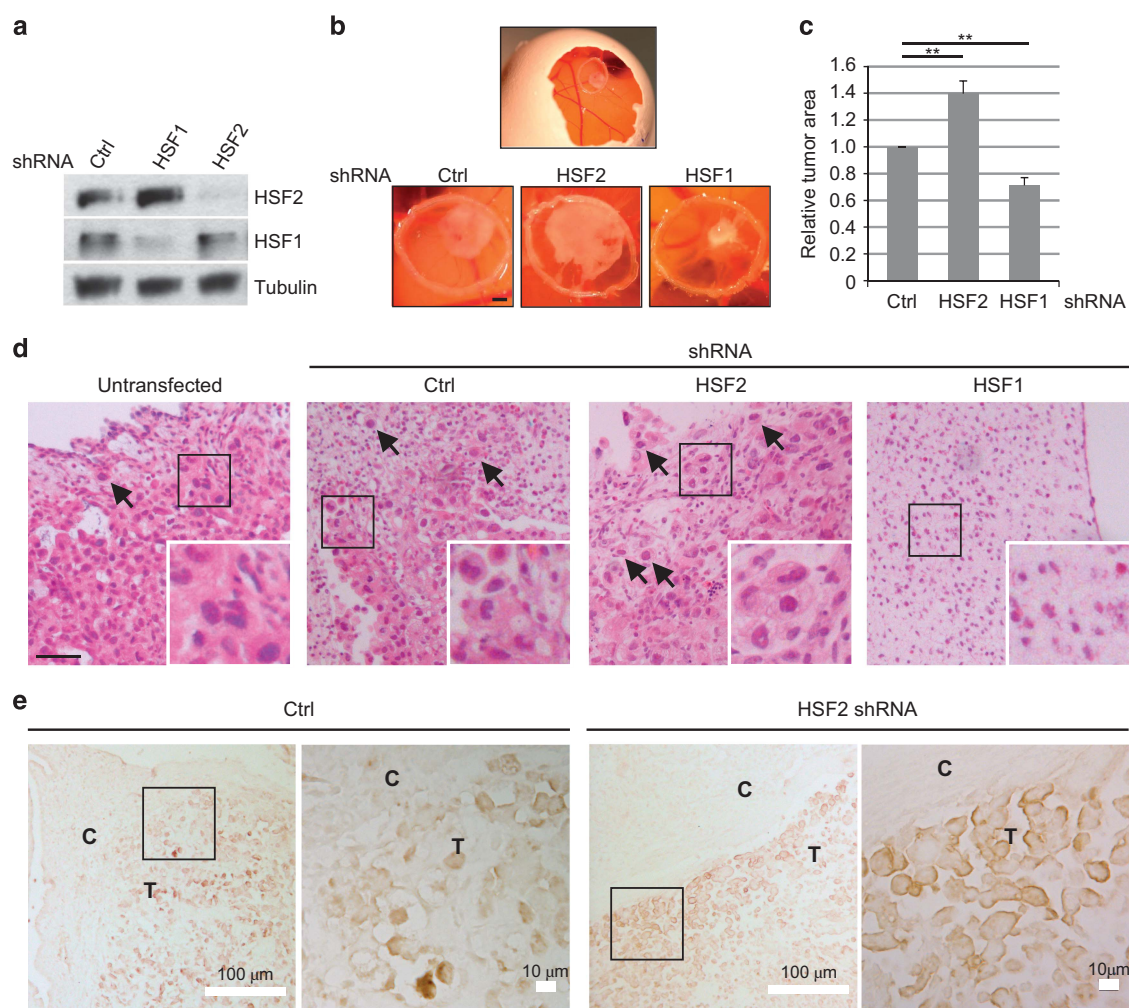 a
shRNA Ctrl HSF1 HSF2
HSF2
HSF1
Tubulin
b
shRNA Ctrl HSF2 HSF1
c
** 
**
Relative tumor area
1.6
1.4
1.2
1.0
0.8
0.6
0.4
0.2
0
Ctrl HSF2 HSF1 shRNA
d
shRNA
Untransfected Ctrl HSF2 HSF1
e
Ctrl HSF2 shRNA
C
T
100 μm
C
T
10 μm
C
T
100 μm
C
T
10μm